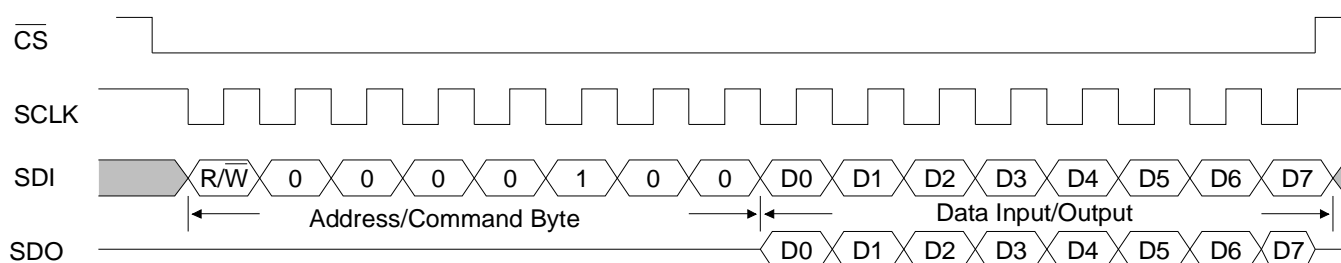 C̅S̅
SCLK
SDI R/W̅ 0 0 0 0 1 0 0 D0 D1 D2 D3 D4 D5 D6 D7
Address/Command Byte Data Input/Output
SDO D0 D1 D2 D3 D4 D5 D6 D7